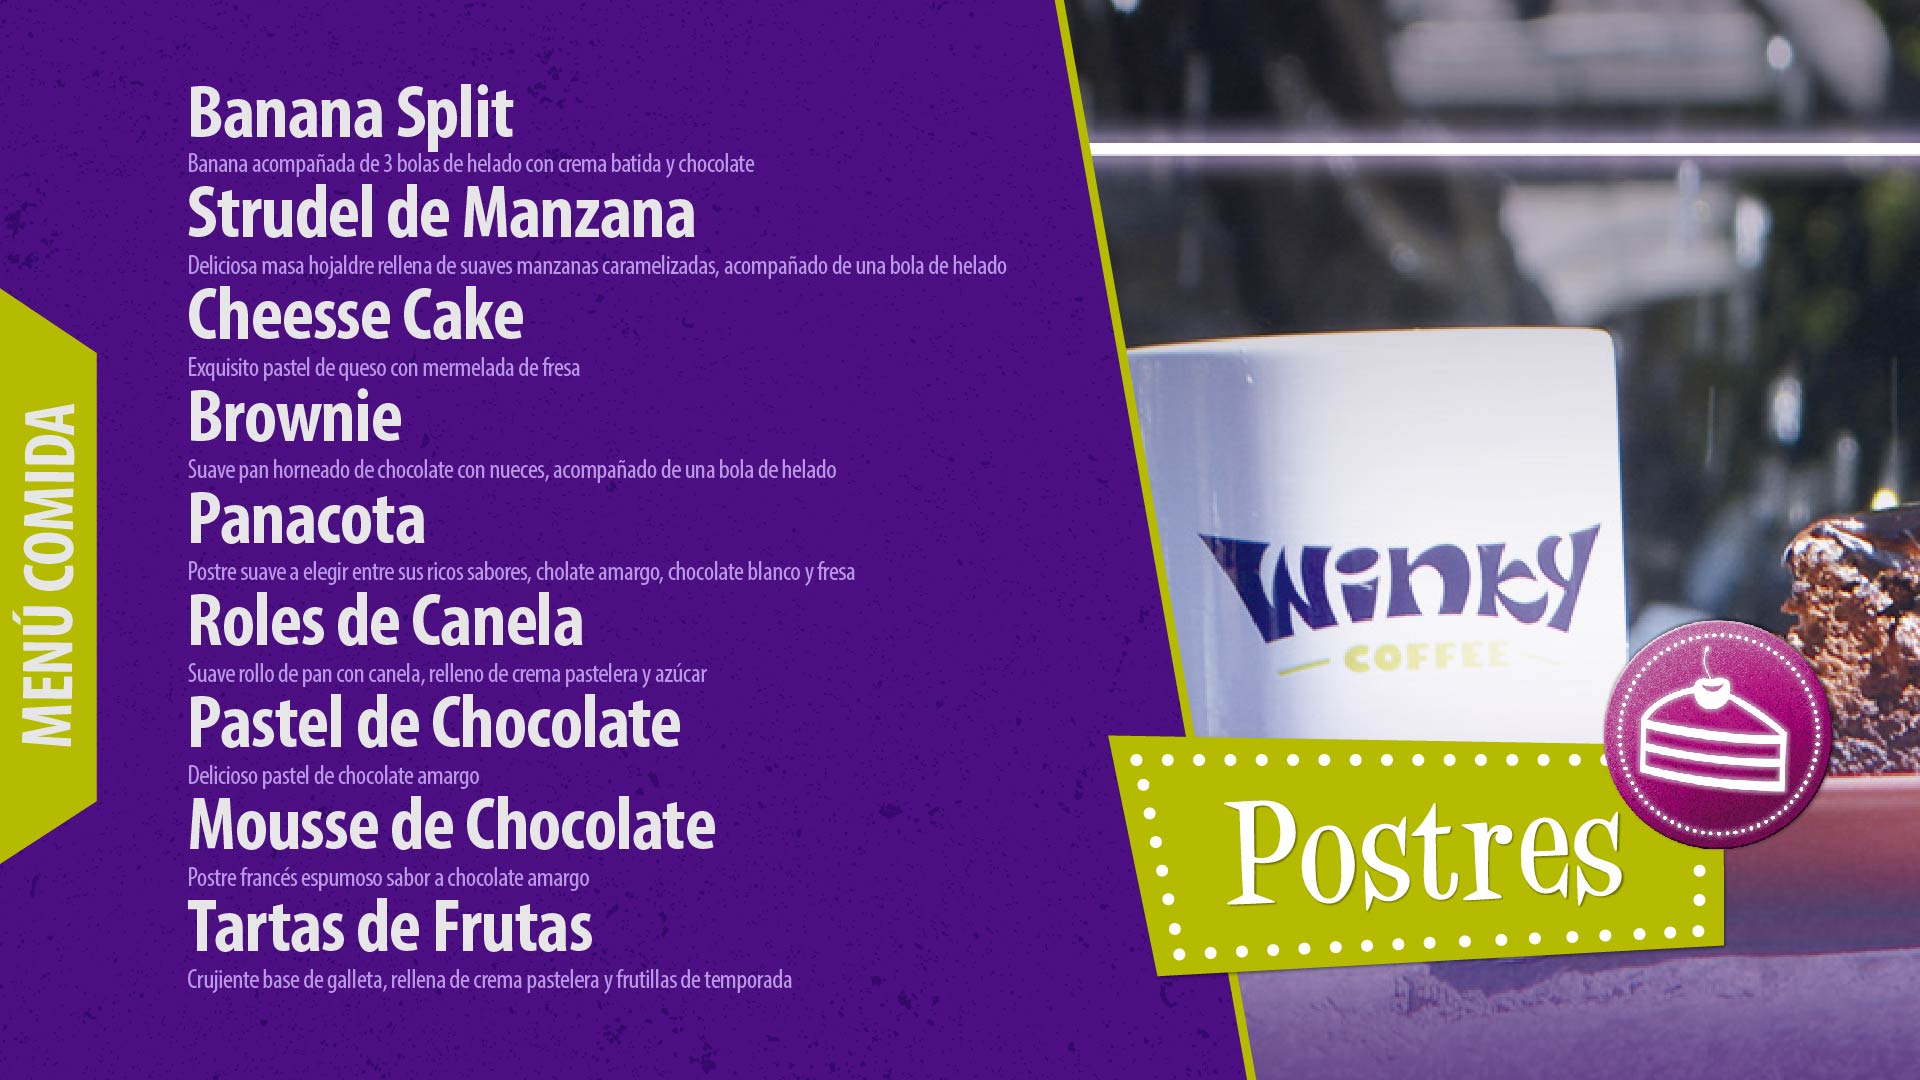 Banana Split
Banana acompañada de 3 bolas de helado con crema batida y chocolate
Strudel de Manzana
Deliciosa masa hojaldre rellena de suaves manzanas caramelizadas, acompañado de una bola de helado
Cheesse Cake
Exquisito pastel de queso con mermelada de fresa
Brownie
Suave pan horneado de chocolate con nueces, acompañado de una bola de helado
Panacota
Postre suave a elegir entre sus ricos sabores, cholate amargo, chocolate blanco y fresa
Roles de Canela
Suave rollo de pan con canela, relleno de crema pastelera y azúcar
Pastel de Chocolate
Delicioso pastel de chocolate amargo
Mousse de Chocolate
Postre francés espumoso sabor a chocolate amargo
Tartas de Frutas
Crujiente base de galleta, rellena de crema pastelera y frutillas de temporada
MENÚ COMIDA
Winky
COFFEE
Postres